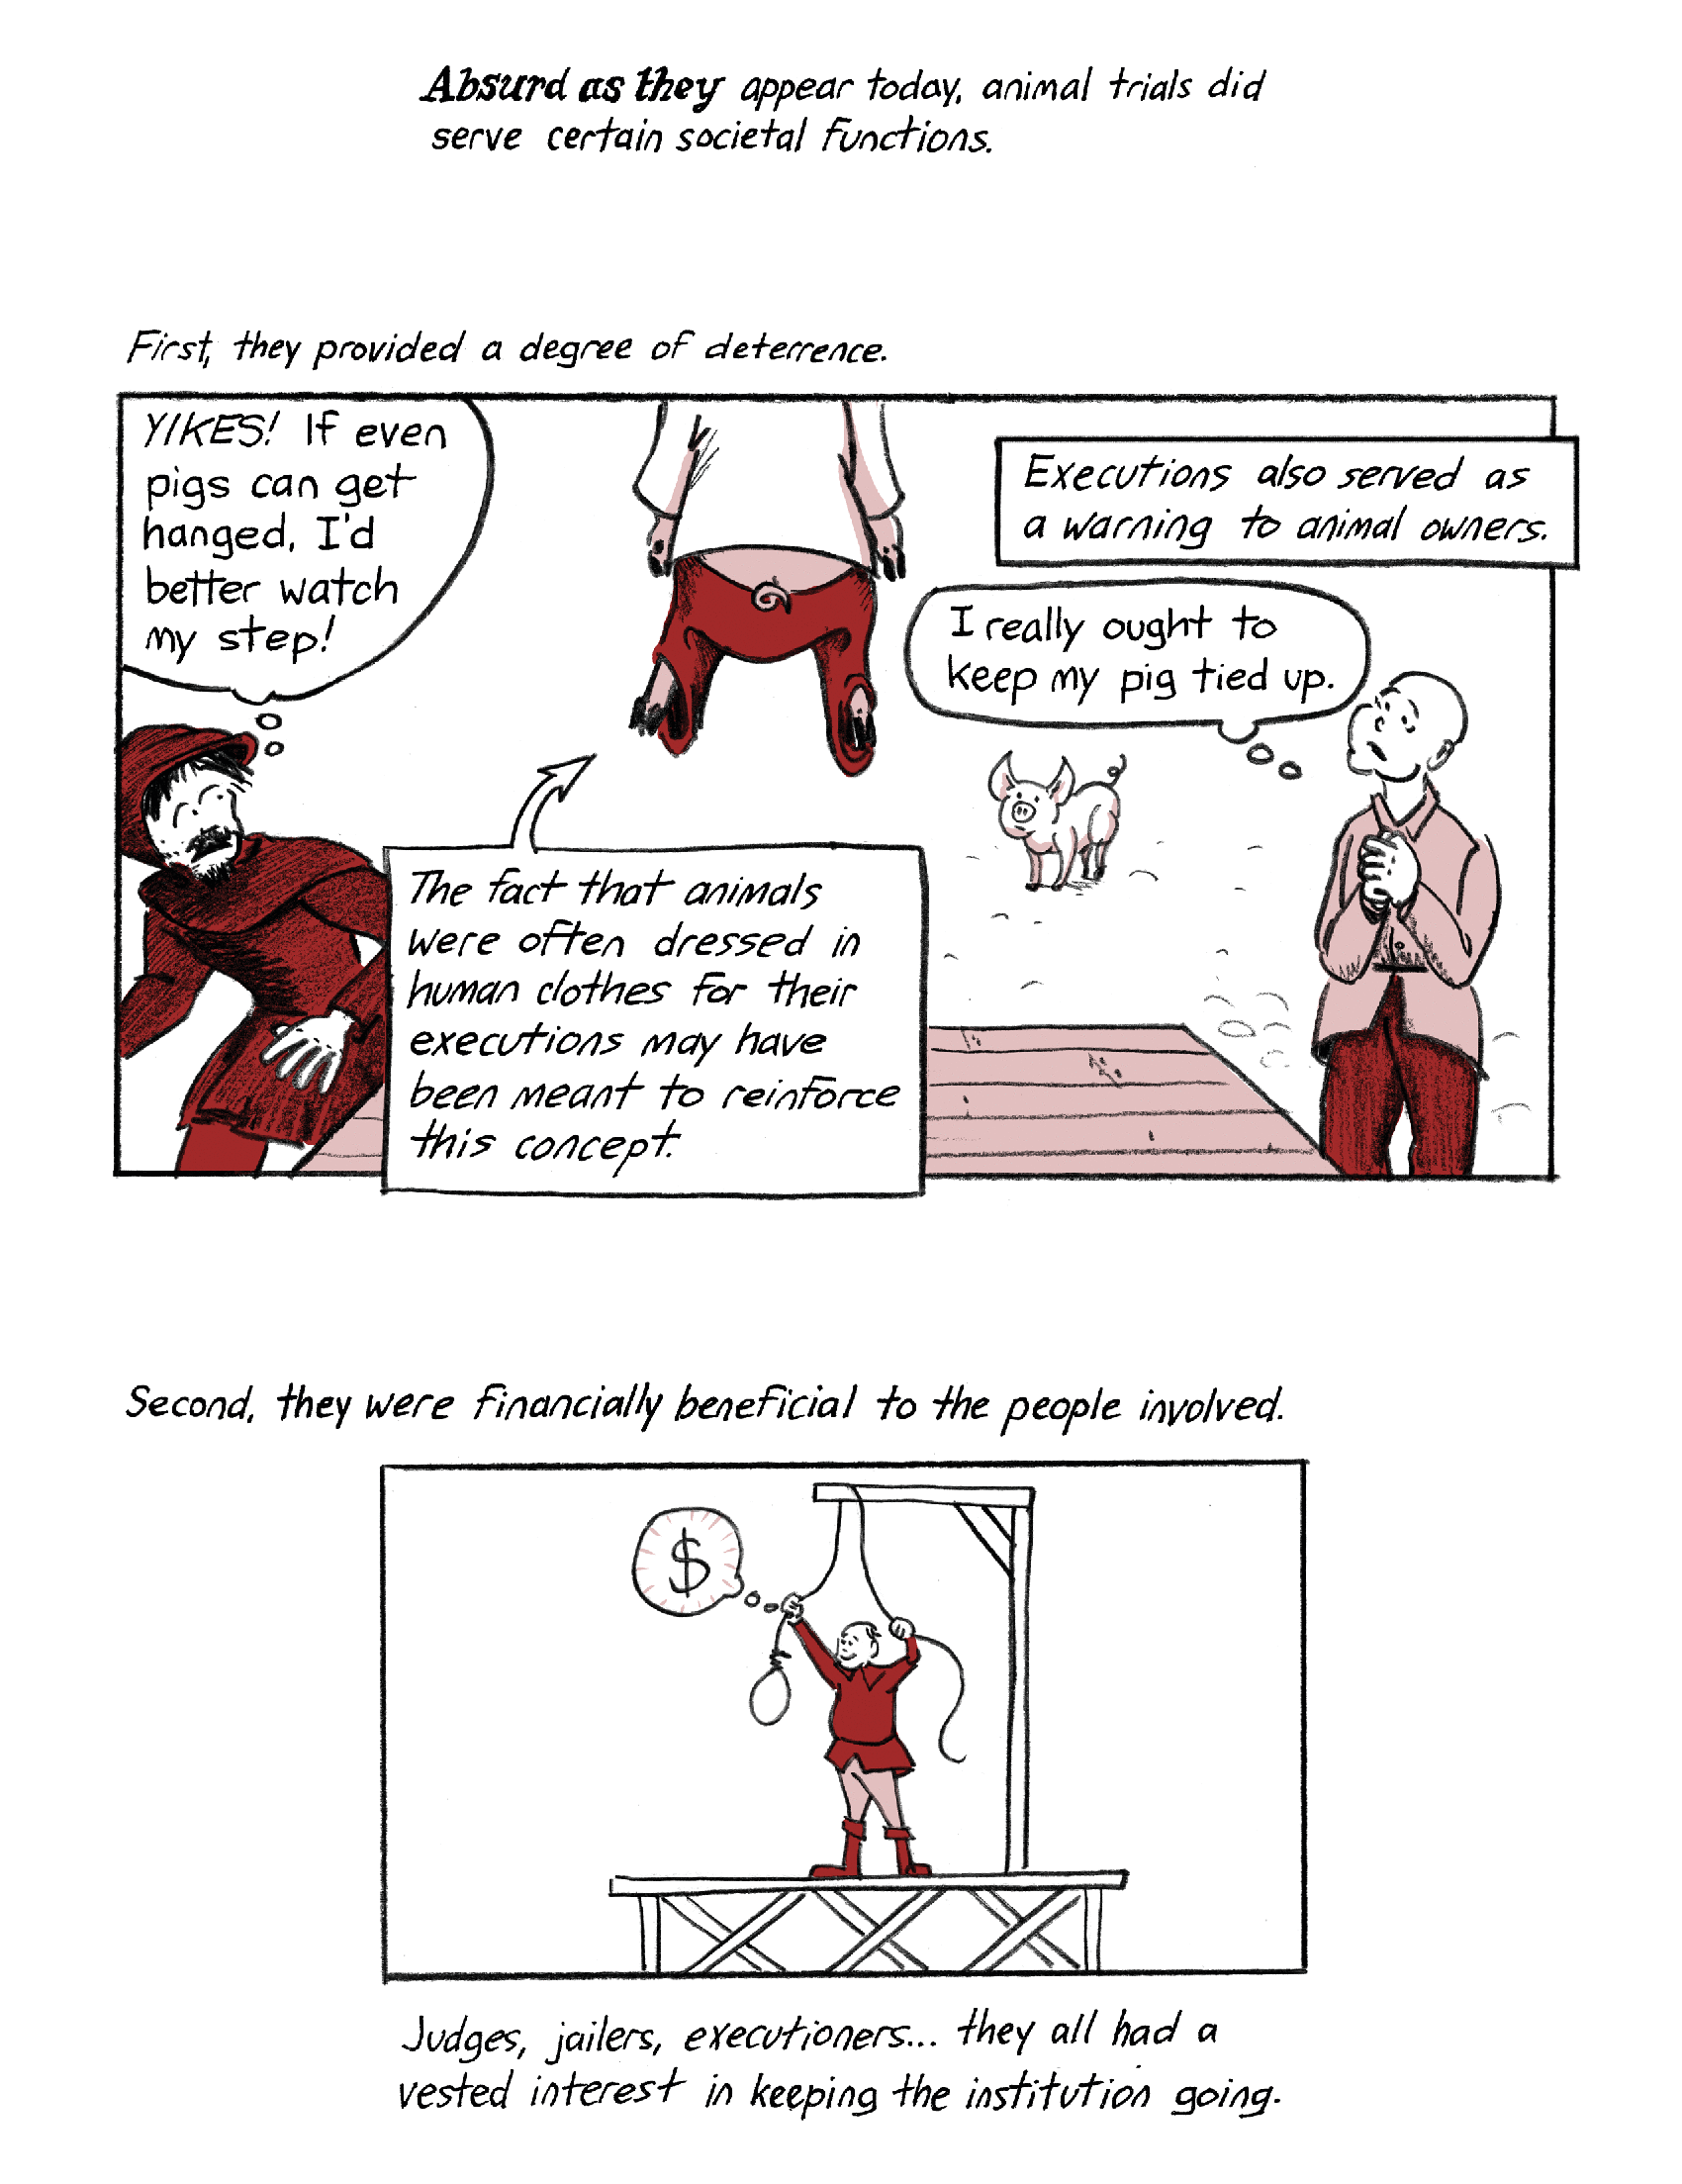 Absurd as they appear today, animal trials did
serve certain societal functions.
First, they provided a degree of deterrence.
YIKES! If even
pigs can get
hanged, I'd
better watch
my step!
Executions also served as
a warning to animal owners.
I really ought to
keep my pig tied up.
The fact that animals
were often dressed in
human clothes for their
executions may have
been meant to reinforce
this concept.
Second, they were financially beneficial to the people involved.
$
Judges, jailers, executioners... they all had a
vested interest in keeping the institution going.